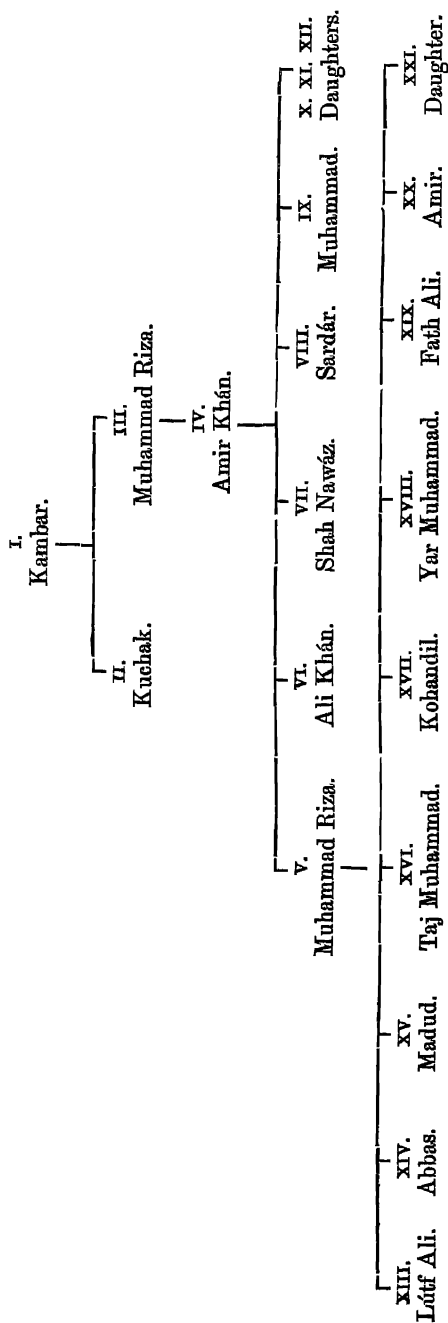 I.
Kambar.
II. III.
Kuchak. Muhammad Riza.
IV.
Amir Khán.
V. VI. VII. VIII. IX. X. XI. XII.
Muhammad Riza. Ali Khán. Shah Nawáz. Sardár. Muhammad. Daughters.
XIII. XIV. XV. XVI. XVII. XVIII. XIX. XX. XXI.
Lútf Ali. Abbas. Madud. Taj Muhammad. Kohandil. Yar Muhammad. Fath Ali. Amir. Daughter.